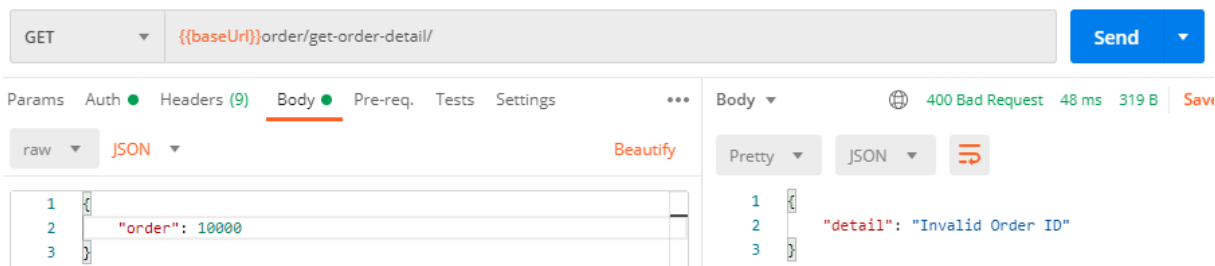 GET {{baseUrl}}order/get-order-detail/ Send
Params Auth Headers (9) Body Pre-req. Tests Settings ••• Body 400 Bad Request 48 ms 319 B Save
raw JSON Beautify Pretty JSON
1 {
2 "order": 10000
3 }
1 {
2 "detail": "Invalid Order ID"
3 }